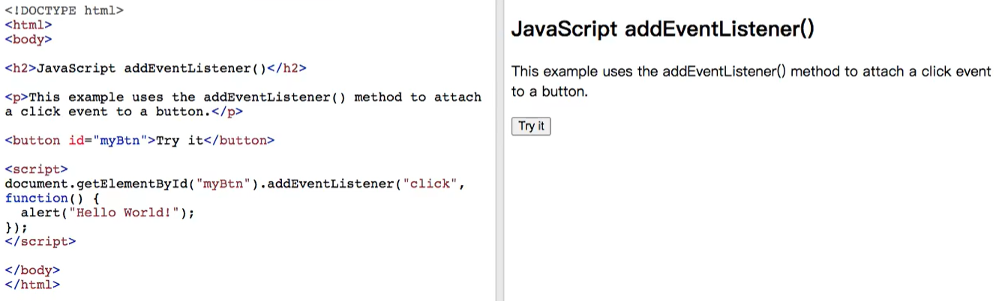 <!DOCTYPE html>
<html>
<body>
<h2>JavaScript addEventListener()</h2>
<p>This example uses the addEventListener() method to attach
a click event to a button.</p>
<button id="myBtn">Try it</button>
<script>
document.getElementById("myBtn").addEventListener("click",
function() {
  alert("Hello World!");
});
</script>
</body>
</html>
JavaScript addEventListener()
This example uses the addEventListener() method to attach a click event
to a button.
Try it